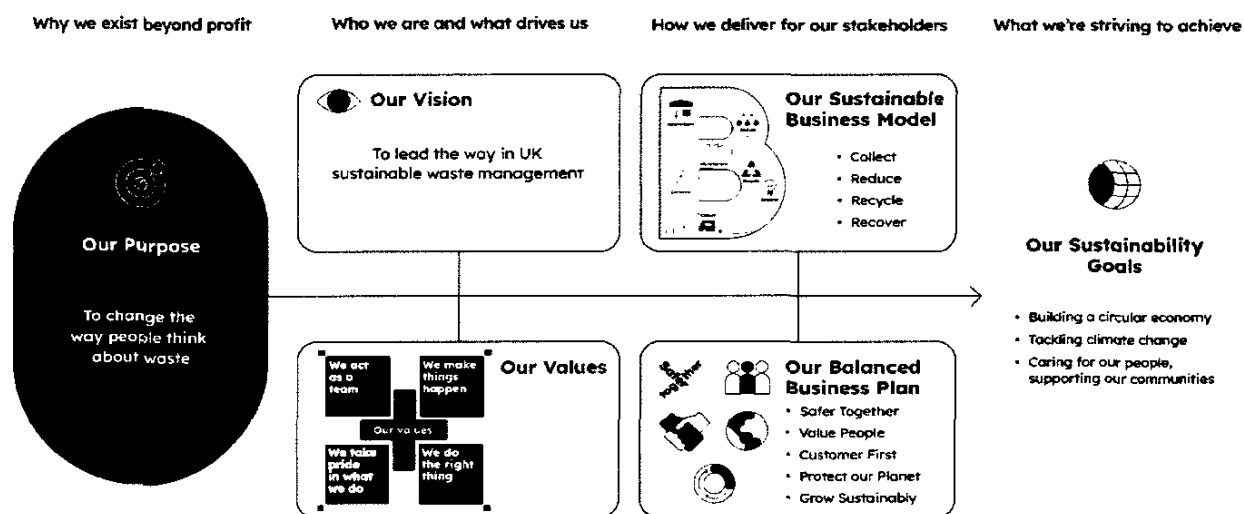 Why we exist beyond profit
Who we are and what drives us
How we deliver for our stakeholders
What we're striving to achieve
Our Purpose
To change the
way people think
about waste
Our Vision
To lead the way in UK
sustainable waste management
Our Values
We act
as a
team
We make
things
happen
Our values
We take
pride
in what
we do
We do
the right
thing
Our Sustainable
Business Model
• Collect
• Reduce
• Recycle
• Recover
Safer
together
Our Balanced
Business Plan
• Safer Together
• Value People
• Customer First
• Protect our Planet
• Grow Sustainably
Our Sustainability
Goals
• Building a circular economy
• Tackling climate change
• Caring for our people,
supporting our communities